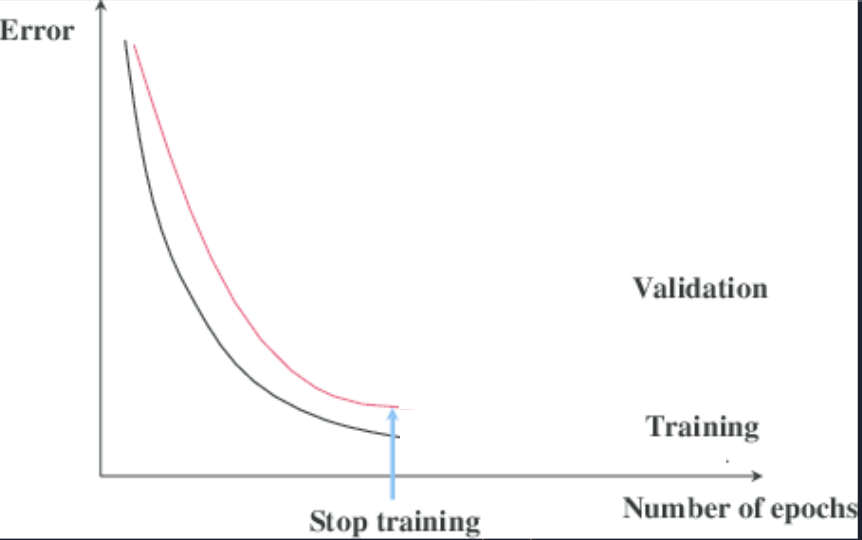 Error
Validation
Training
Number of epochs
Stop training